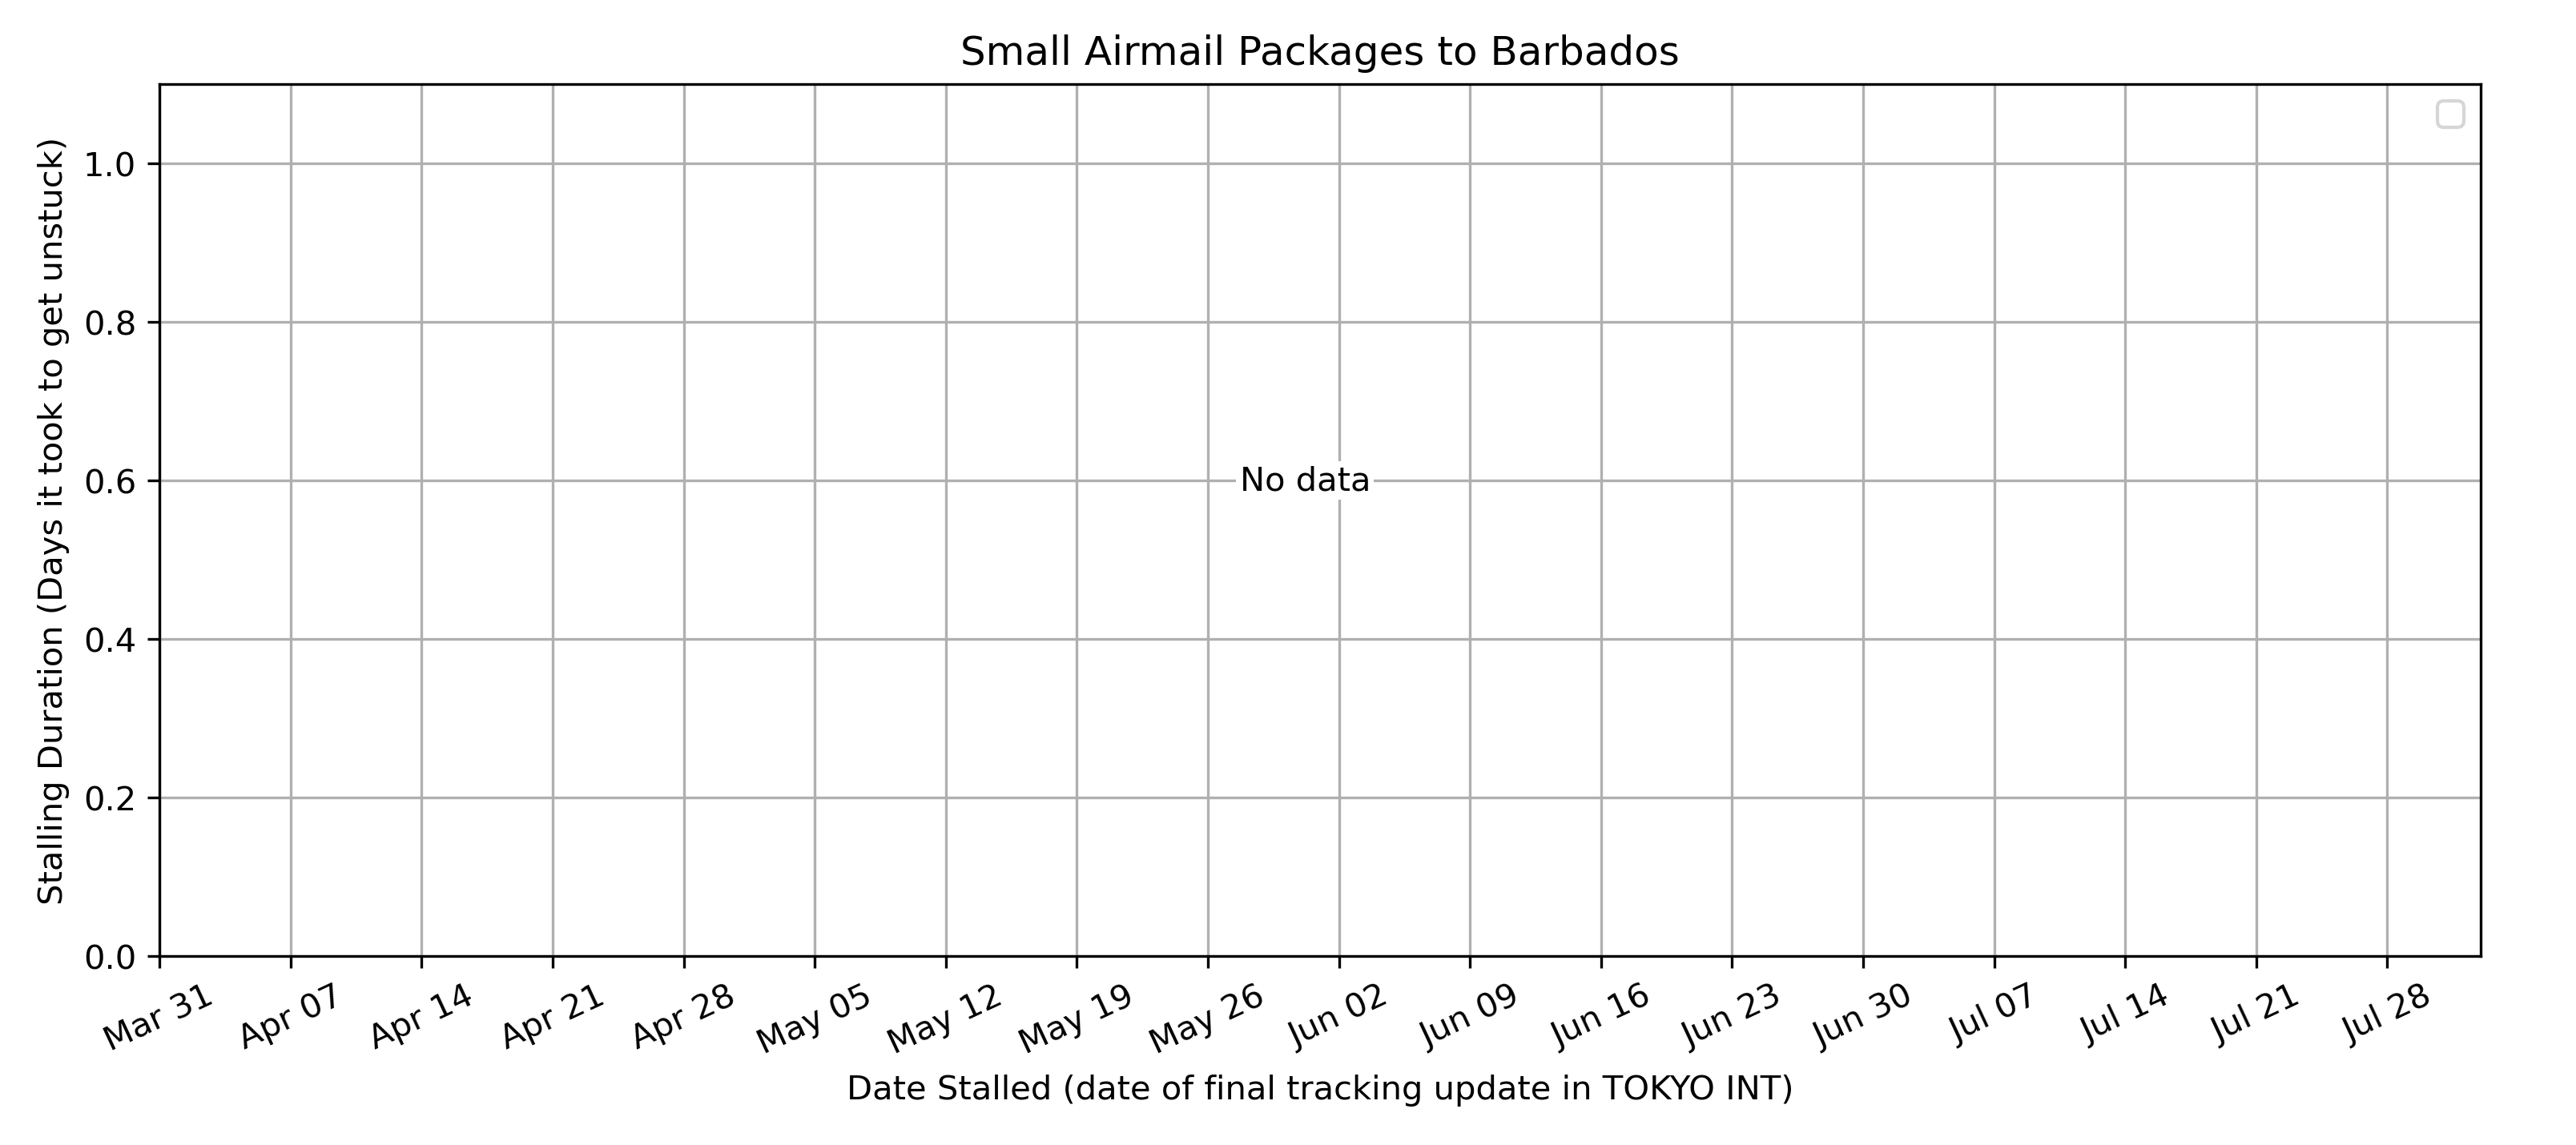 Small Airmail Packages to Barbados
Stalling Duration (Days it took to get unstuck)
1.0
0.8
0.6
0.4
0.2
0.0
No data
Mar 31
Apr 07
Apr 14
Apr 21
Apr 28
May 05
May 12
May 19
May 26
Jun 02
Jun 09
Jun 16
Jun 23
Jun 30
Jul 07
Jul 14
Jul 21
Jul 28
Date Stalled (date of final tracking update in TOKYO INT)